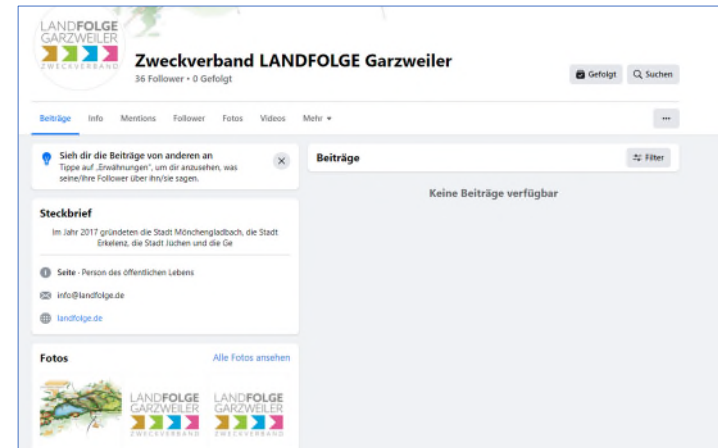 LANDFOLGE
GARZWEILER
ZWECKVERBAND
Zweckverband LANDFOLGE Garzweiler
36 Follower • 0 Gefolgt
Gefolgt
Suchen
Beiträge
Info
Mentions
Follower
Fotos
Videos
Mehr
Sieh dir die Beiträge von anderen an
Tippe auf „Erwähnungen“, um dir anzusehen, was
seine/ihre Follower über ihn/sie sagen.
Steckbrief
Im Jahr 2017 gründeten die Stadt Mönchengladbach, die Stadt
Erkelenz, die Stadt Jüchen und die Ge
Seite · Person des öffentlichen Lebens
info@landfolge.de
landfolge.de
Fotos
Alle Fotos ansehen
LANDFOLGE
GARZWEILER
ZWECKVERBAND
LANDFOLGE
GARZWEILER
ZWECKVERBAND
Beiträge
Filter
Keine Beiträge verfügbar